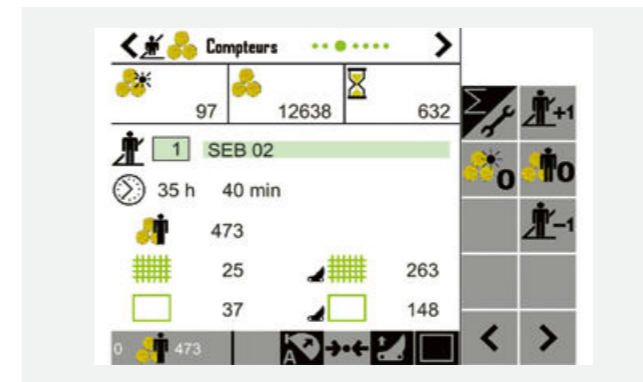 Compteurs
97 12638 632
Σ
+1
1 SEB 02
0 0
35 h 40 min
473
-1
25 263
37 148
0 473
A